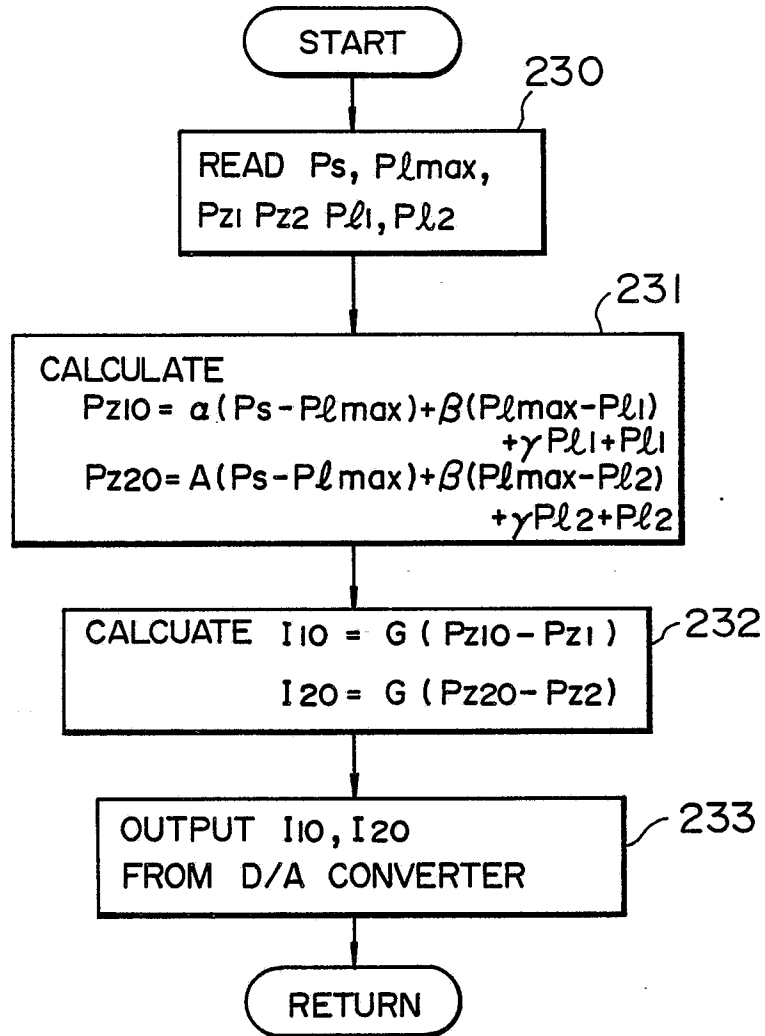 START
230
READ Ps, Pℓmax,
Pz1 Pz2 Pℓ1, Pℓ2
231
CALCULATE
Pz10 = α(Ps-Pℓmax)+β(Pℓmax-Pℓ1)
+γPℓ1+Pℓ1
Pz20 = A(Ps-Pℓmax)+β(Pℓmax-Pℓ2)
+γPℓ2+Pℓ2
CALCUATE I10 = G (Pz10-Pz1)
232
I20 = G (Pz20-Pz2)
OUTPUT I10, I20
233
FROM D/A CONVERTER
RETURN